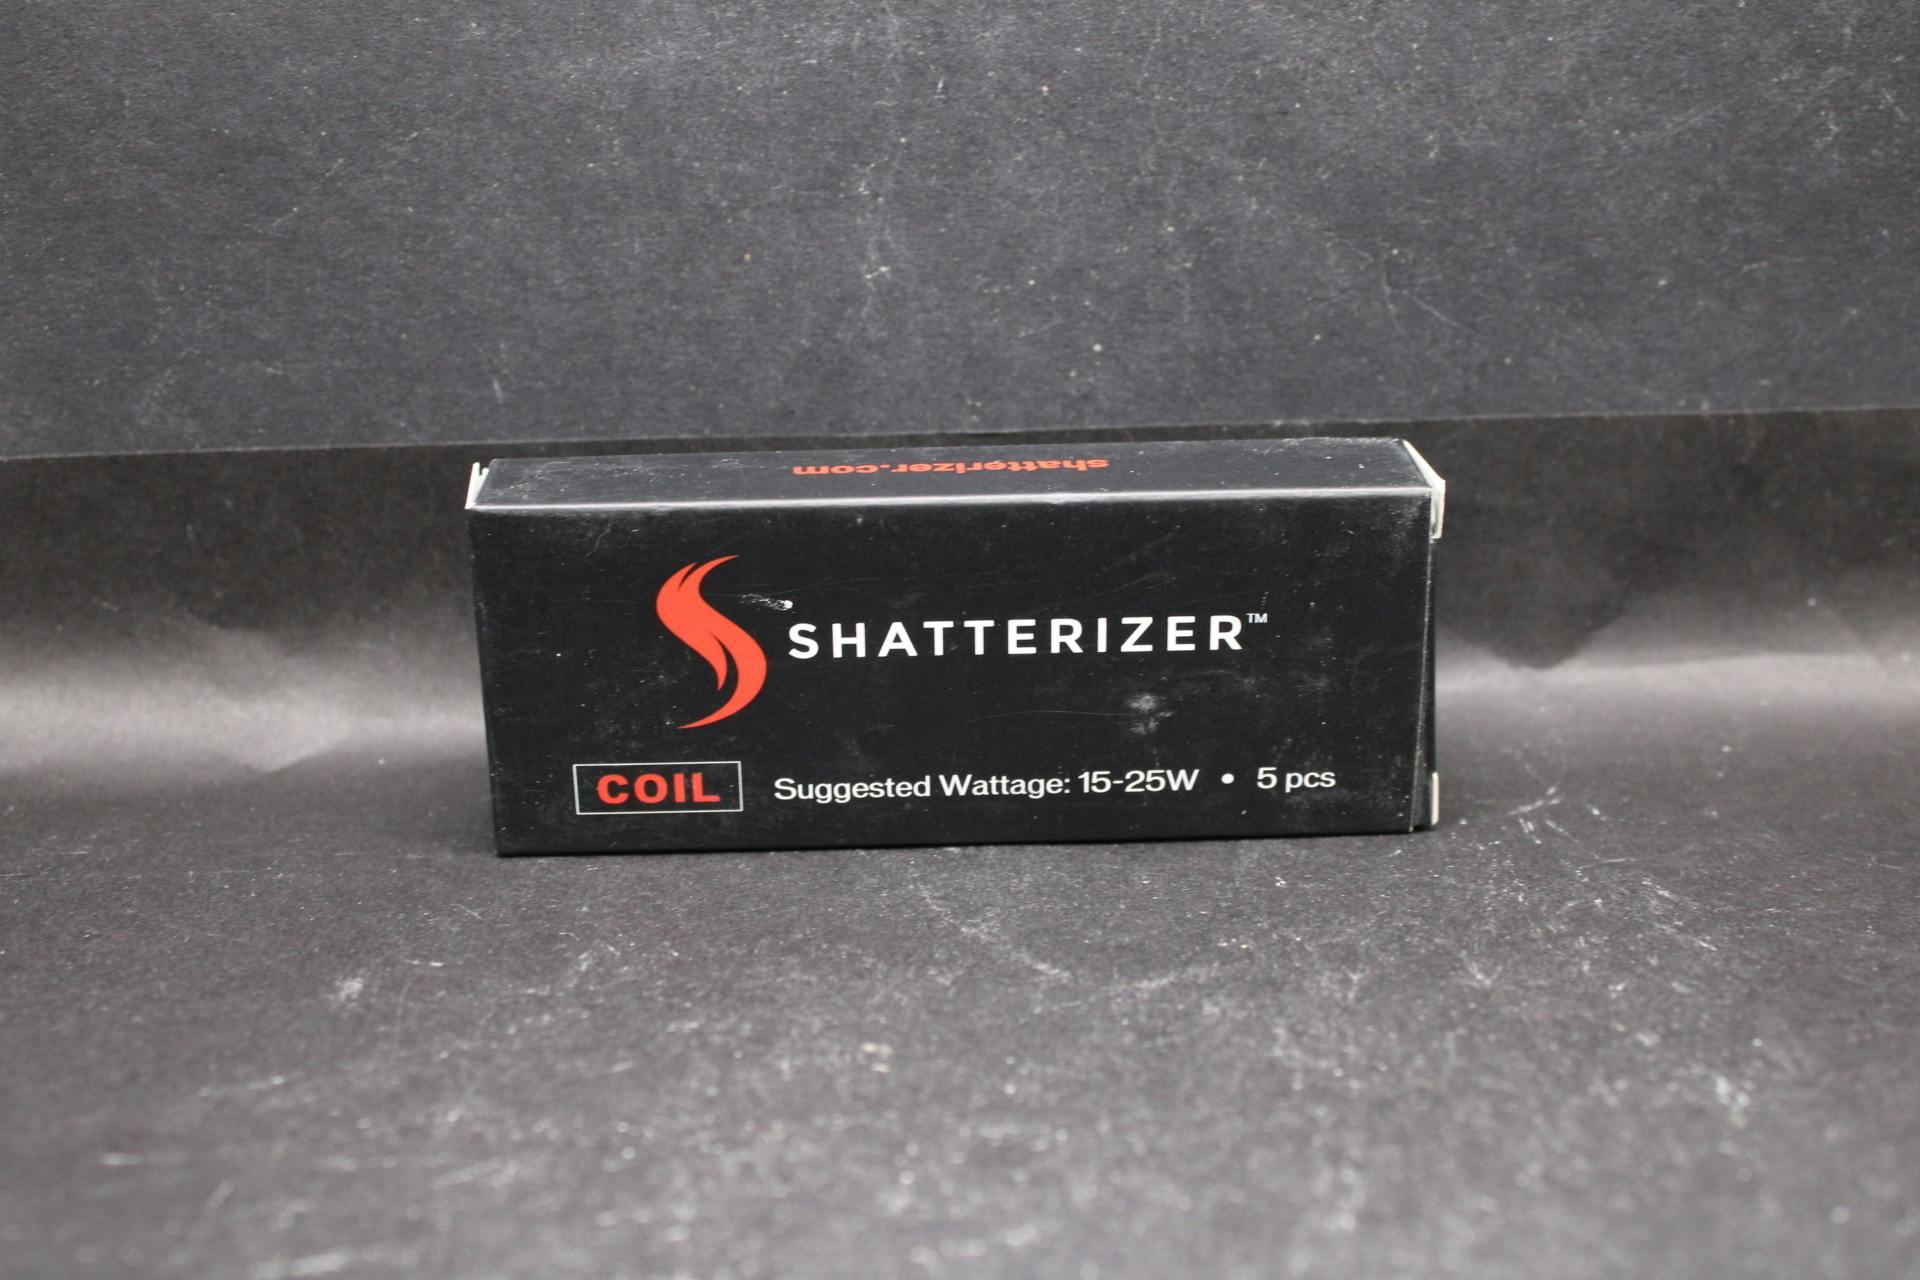 shatterizer.com
SHATTERIZER™
COIL Suggested Wattage: 15-25W • 5 pcs